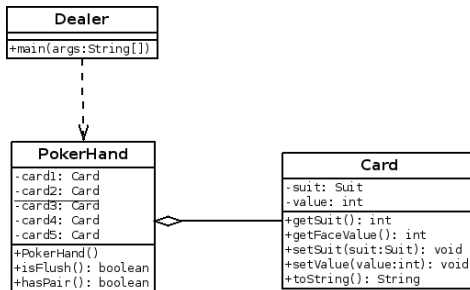 Dealer
+main(args:String[])
PokerHand
-card1: Card
-card2: Card
-card3: Card
-card4: Card
-card5: Card
+PokerHand()
+isFlush(): boolean
+hasPair(): boolean
Card
-suit: Suit
-value: int
+getSuit(): int
+getFaceValue(): int
+setSuit(suit:Suit): void
+setValue(value:int): void
+toString(): String